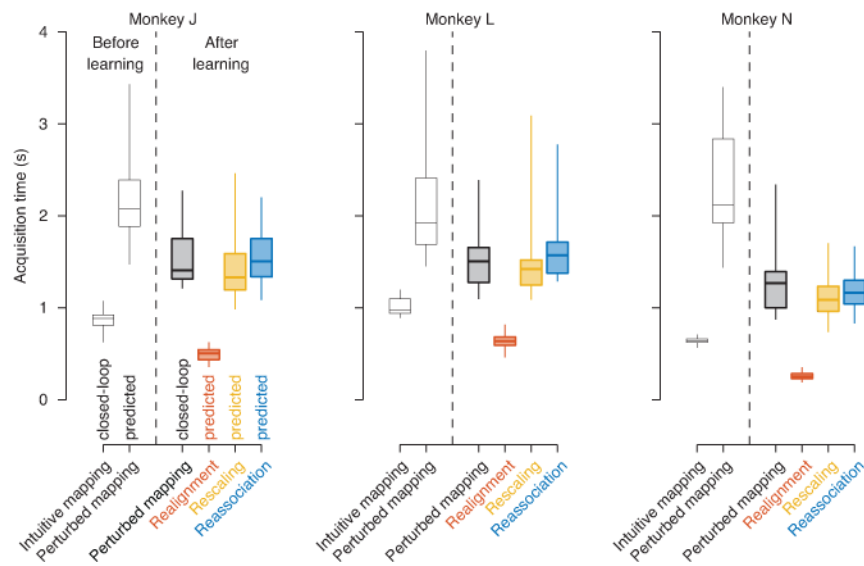 Monkey J
Monkey L
Monkey N
Before learning
After learning
Acquisition time (s)
4
3
2
1
0
closed-loop
predicted
closed-loop
predicted
predicted
predicted
Intuitive mapping
Perturbed mapping
Perturbed mapping
Realignment
Rescaling
Reassociation
Intuitive mapping
Perturbed mapping
Perturbed mapping
Realignment
Rescaling
Reassociation
Intuitive mapping
Perturbed mapping
Perturbed mapping
Realignment
Rescaling
Reassociation